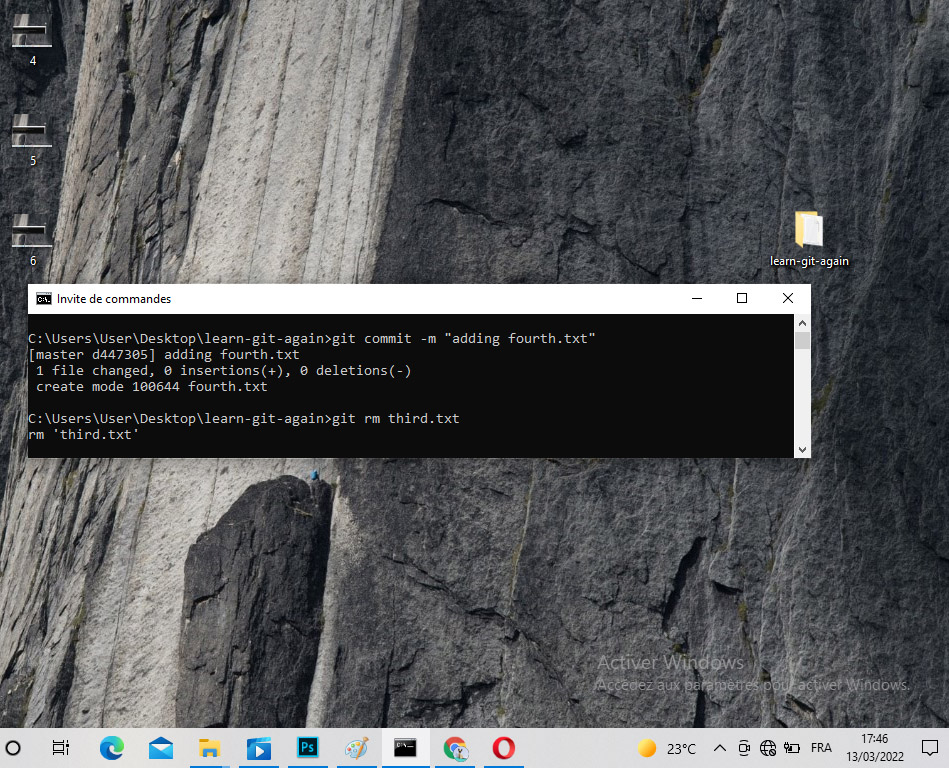 4
5
6
learn-git-again
Invite de commandes
C:\Users\User\Desktop\learn-git-again>git commit -m "adding fourth.txt"
[master d447305] adding fourth.txt
1 file changed, 0 insertions(+), 0 deletions(-)
create mode 100644 fourth.txt
C:\Users\User\Desktop\learn-git-again>git rm third.txt
rm 'third.txt'
Activer Windows
Accédez aux paramètres pour activer Windows.
Ps
23°C
FRA
17:46
13/03/2022